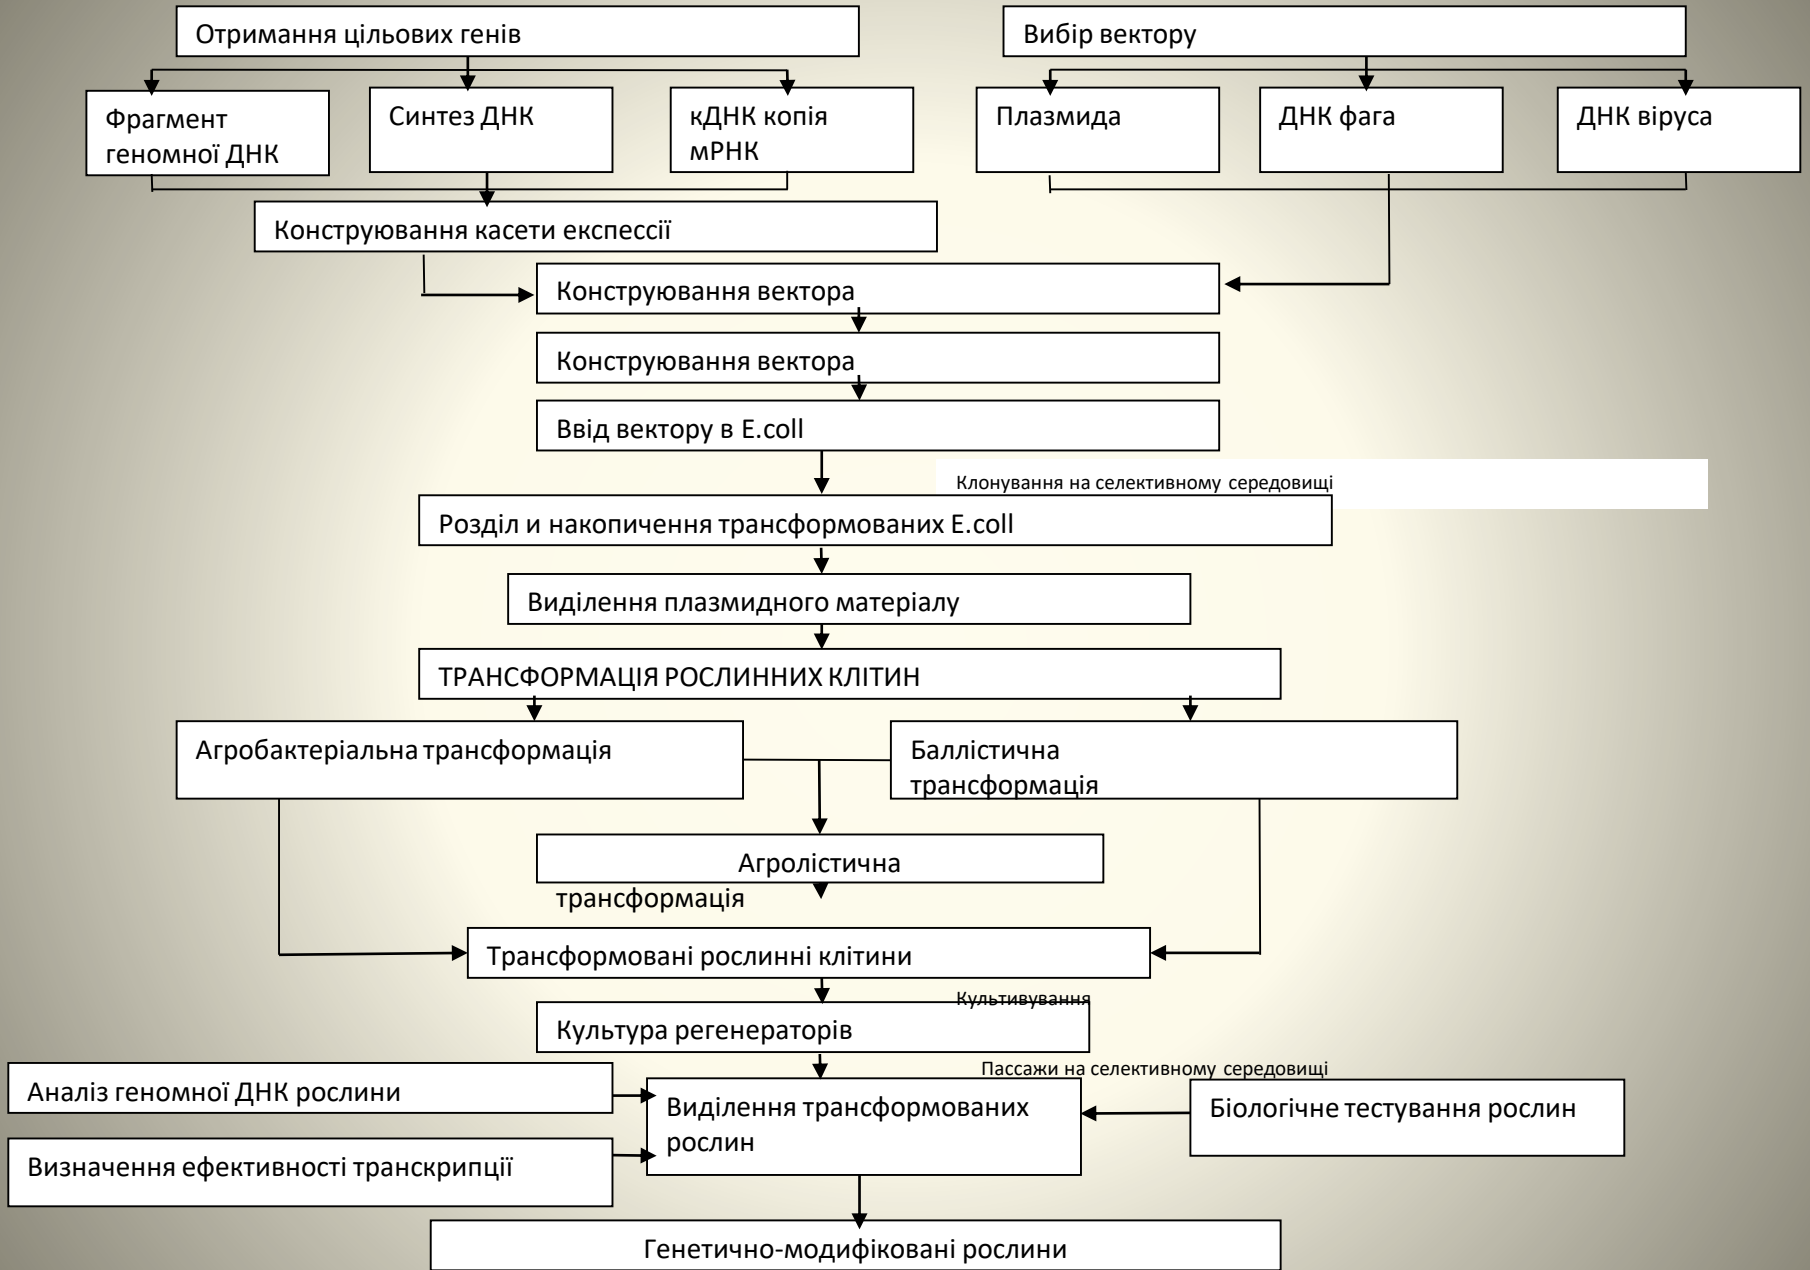 Отримання цільових генів
Вибір вектору
Фрагмент
геномної ДНК
Синтез ДНК
кДНК копія
мРНК
Плазмида
ДНК фага
ДНК віруса
Конструювання касети експессії
Конструювання вектора
Конструювання вектора
Ввід вектору в E.coll
Клонування на селективному середовищі
Розділ и накопичення трансформованих E.coll
Виділення плазмидного матеріалу
ТРАНСФОРМАЦІЯ РОСЛИННИХ КЛІТИН
Агробактеріальна трансформація
Баллістична
трансформація
Агролістична
трансформація
Трансформовані рослинні клітини
Культивування
Культура регенераторів
Пассажи на селективному середовищі
Аналіз геномної ДНК рослини
Виділення трансформованих
рослин
Біологічне тестування рослин
Визначення ефективності транскрипції
Генетично-модифіковані рослини